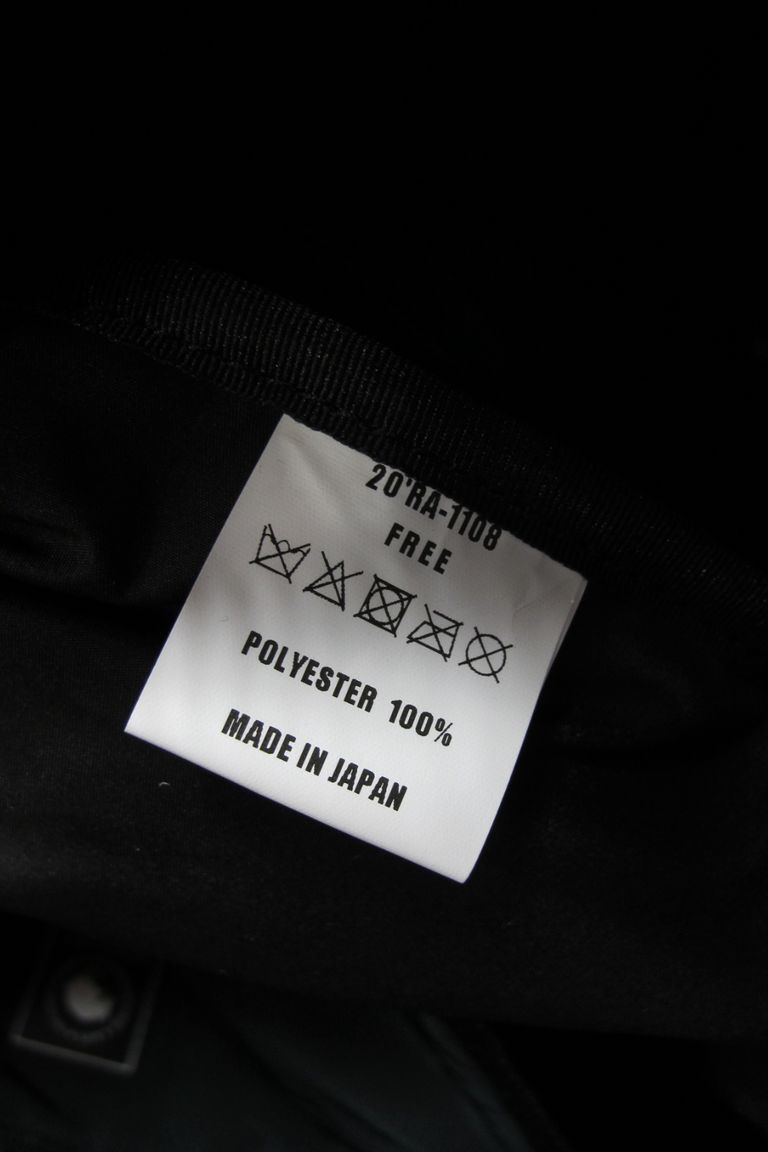 20'RA-1108
FREE
POLYESTER 100%
MADE IN JAPAN